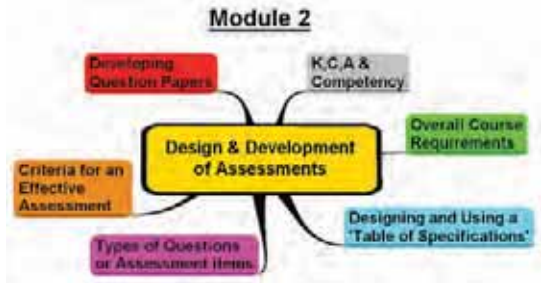 Module 2
Developing
Question Papers
K,C,A &
Competency
Design & Development
of Assessments
Overall Course
Requirements
Criteria for an
Effective
Assessment
Designing and Using a
'Table of Specifications'
Types of Questions
or Assessment items